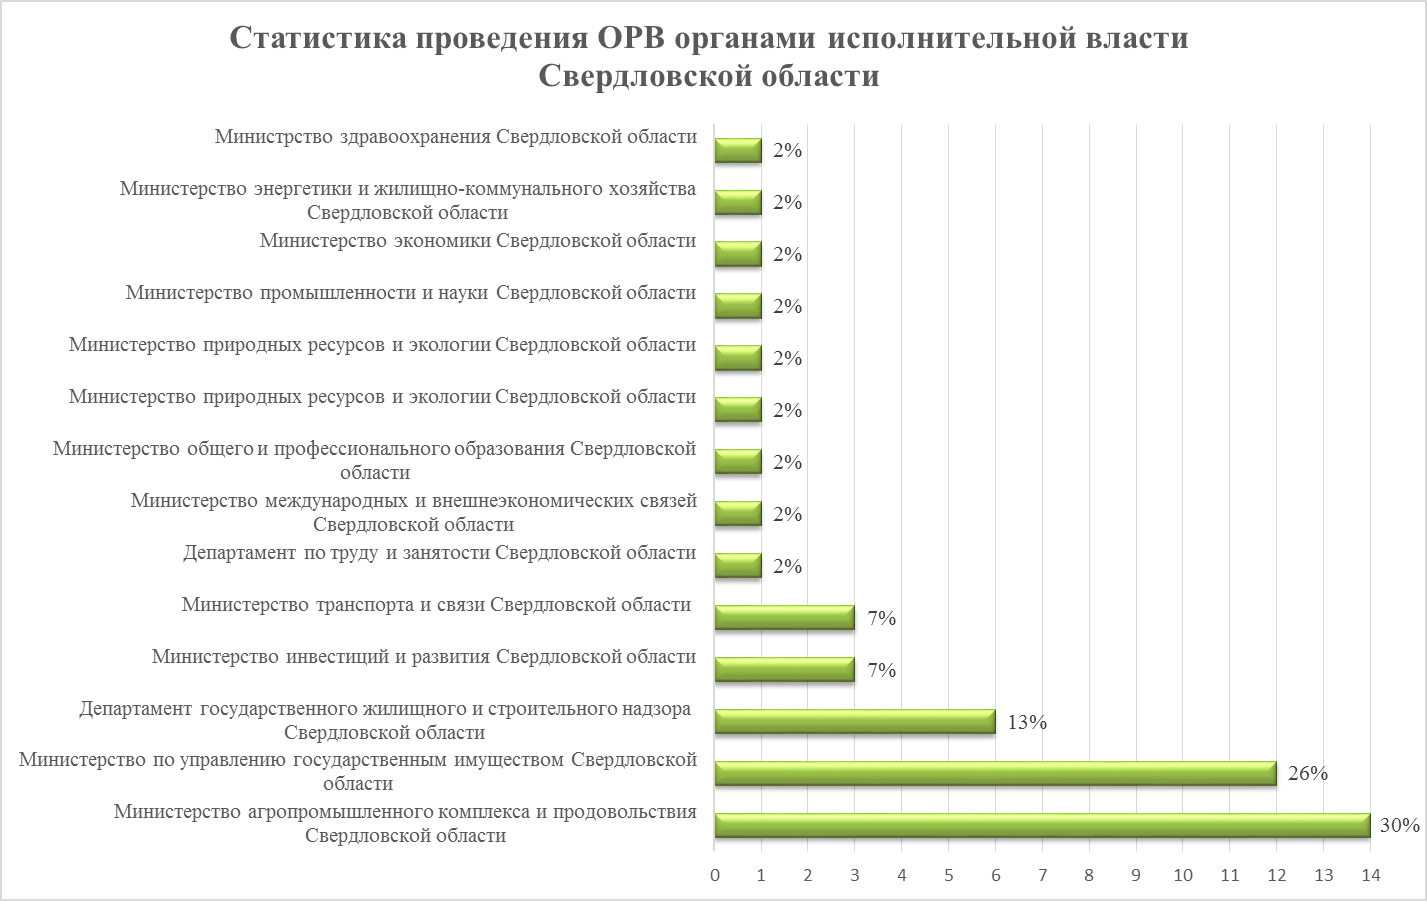 Статистика проведения ОРВ органами исполнительной власти
Свердловской области
Министрство здравоохранения Свердловской области
2%
Министерство энергетики и жилищно-коммунального хозяйства
Свердловской области
2%
Министерство экономики Свердловской области
2%
Министерство промышленности и науки Свердловской области
2%
Министерство природных ресурсов и экологии Свердловской области
2%
Министерство природных ресурсов и экологии Свердловской области
2%
Министерство общего и профессионального образования Свердловской
области
2%
Министерство международных и внешнеэкономических связей
Свердловской области
2%
Департамент по труду и занятости Свердловской области
2%
Министерство транспорта и связи Свердловской области
7%
Министерство инвестиций и развития Свердловской области
7%
Департамент государственного жилищного и строительного надзора
Свердловской области
13%
Министерство по управлению государственным имуществом Свердловской
области
26%
Министерство агропромышленного комплекса и продовольствия
Свердловской области
30%
0 1 2 3 4 5 6 7 8 9 10 11 12 13 14